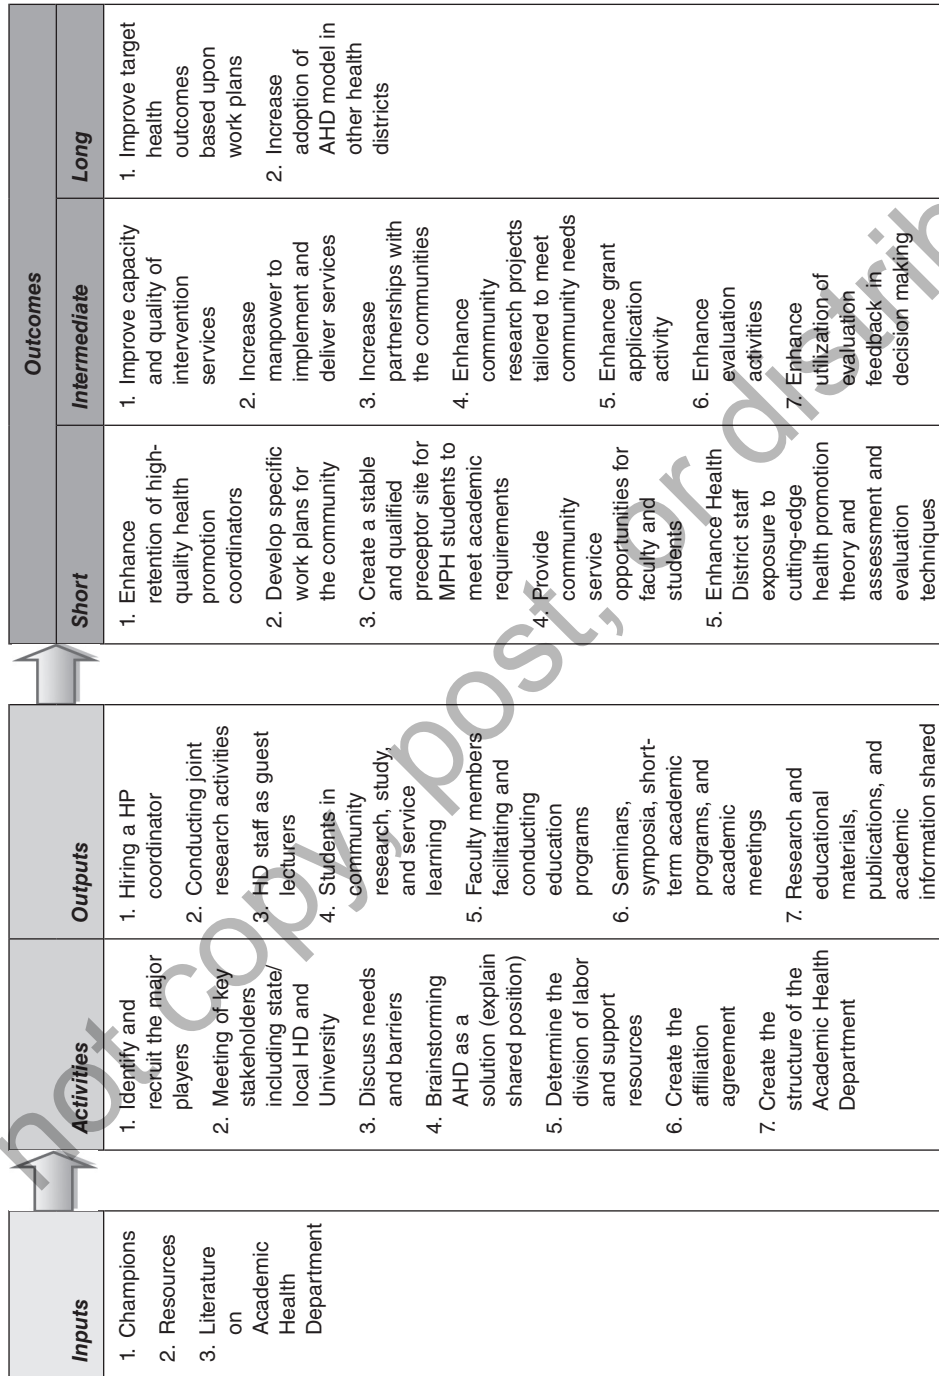 Inputs
1. Champions
2. Resources
3. Literature
on
Academic
Health
Department
Activities
1. Identify and
recruit the major
players
2. Meeting of key
stakeholders
including state/
local HD and
University
3. Discuss needs
and barriers
4. Brainstorming
AHD as a
solution (explain
shared position)
5. Determine the
division of labor
and support
resources
6. Create the
affiliation
agreement
7. Create the
structure of the
Academic Health
Department
Outputs
1. Hiring a HP
coordinator
2. Conducting joint
research activities
3. HD staff as guest
lecturers
4. Students in
community
research, study,
and service
learning
5. Faculty members
facilitating and
conducting
education
programs
6. Seminars,
symposia, short-
term academic
programs, and
academic
meetings
7. Research and
educational
materials,
publications, and
academic
information shared
Outcomes
Short
1. Enhance
retention of high-
quality health
promotion
coordinators
2. Develop specific
work plans for
the community
3. Create a stable
and qualified
preceptor site for
MPH students to
meet academic
requirements
4. Provide
community
service
opportunities for
faculty and
students
5. Enhance Health
District staff
exposure to
cutting-edge
health promotion
theory and
assessment and
evaluation
techniques
Intermediate
1. Improve capacity
and quality of
intervention
services
2. Increase
manpower to
implement and
deliver services
3. Increase
partnerships with
the communities
4. Enhance
community
research projects
tailored to meet
community needs
5. Enhance grant
application
activity
6. Enhance
evaluation
activities
7. Enhance
utilization of
evaluation
feedback in
decision making
Long
1. Improve target
health
outcomes
based upon
work plans
2. Increase
adoption of
AHD model in
other health
districts
not copy, post, or distrib